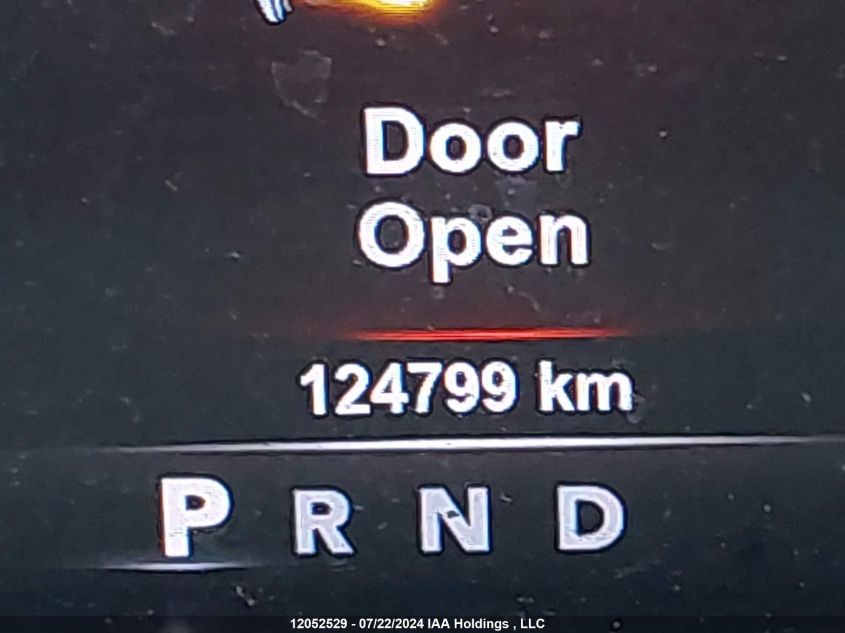 Door
Open
124799 km
P R N D
12052529 - 07/22/2024 IAA Holdings , LLC